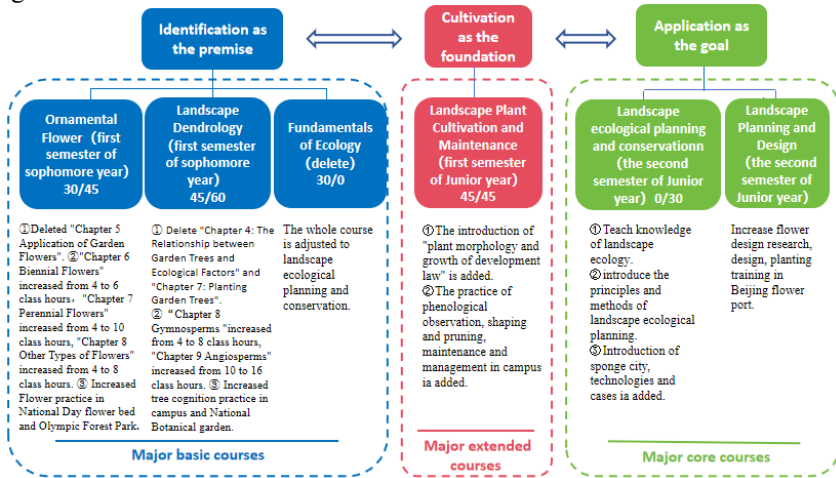 Identification as
the premise
Cultivation
as the
foundation
Application as
the goal
Ornamental
Flower (first
semester of
sophomore year)
30/45
Landscape
Dendrology
(first semester
of sophomore
year)
45/60
Fundamentals
of Ecology
(delete)
30/0
Landscape Plant
Cultivation and
Maintenance
(first semester
of Junior year)
45/45
Landscape
ecological planning
and conservationn
(the second
semester of Junior
year) 0/30
Landscape
Planning and
Design (the
second
semester of
Junior year)
①Deleted "Chapter 5
Application of Garden
Flowers". ②"Chapter 6
Biennial Flowers"
increased from 4 to 6
class hours, "Chapter 7
Perennial Flowers"
increased from 4 to 10
class hours, "Chapter 8
Other Types of Flowers"
increased from 4 to 8
class hours. ③ Increased
Flower practice in
National Day flower bed
and Olympic Forest Park.
① Delete "Chapter 4: The
Relationship between
Garden Trees and
Ecological Factors" and
"Chapter 7: Planting
Garden Trees".
② “Chapter 8
Gymnosperms "increased
from 4 to 8 class hours,
"Chapter 9 Angiosperms"
increased from 10 to 16
class hours. ③ Increased
tree cognition practice in
campus and National
Botanical garden.
The whole course
is adjusted to
landscape
ecological
planning and
conservation.
①The introduction of
"plant morphology and
growth of development
law" is added.
②The practice of
phenological
observation, shaping
and pruning,
maintenance and
management in campus
ia added.
①Teach knowledge
of landscape
ecology.
②introduce the
principles and
methods of
landscape ecological
planning.
③Introduction of
sponge city,
technologies and
cases ia added.
Increase flower
design research,
design, planting
training in
Beijing flower
port.
Major basic courses
Major extended
courses
Major core courses